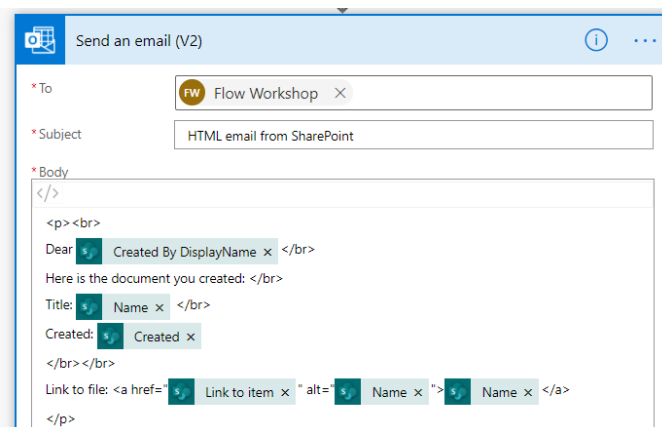 Send an email (V2)
* To
FW Flow Workshop ×
* Subject
HTML email from SharePoint
* Body
</>
<p><br>
Dear Created By DisplayName × </br>
Here is the document you created: </br>
Title: Name × </br>
Created: Created ×
</br></br>
Link to file: <a href=" Link to item × " alt=" Name × "> Name × </a>
</p>